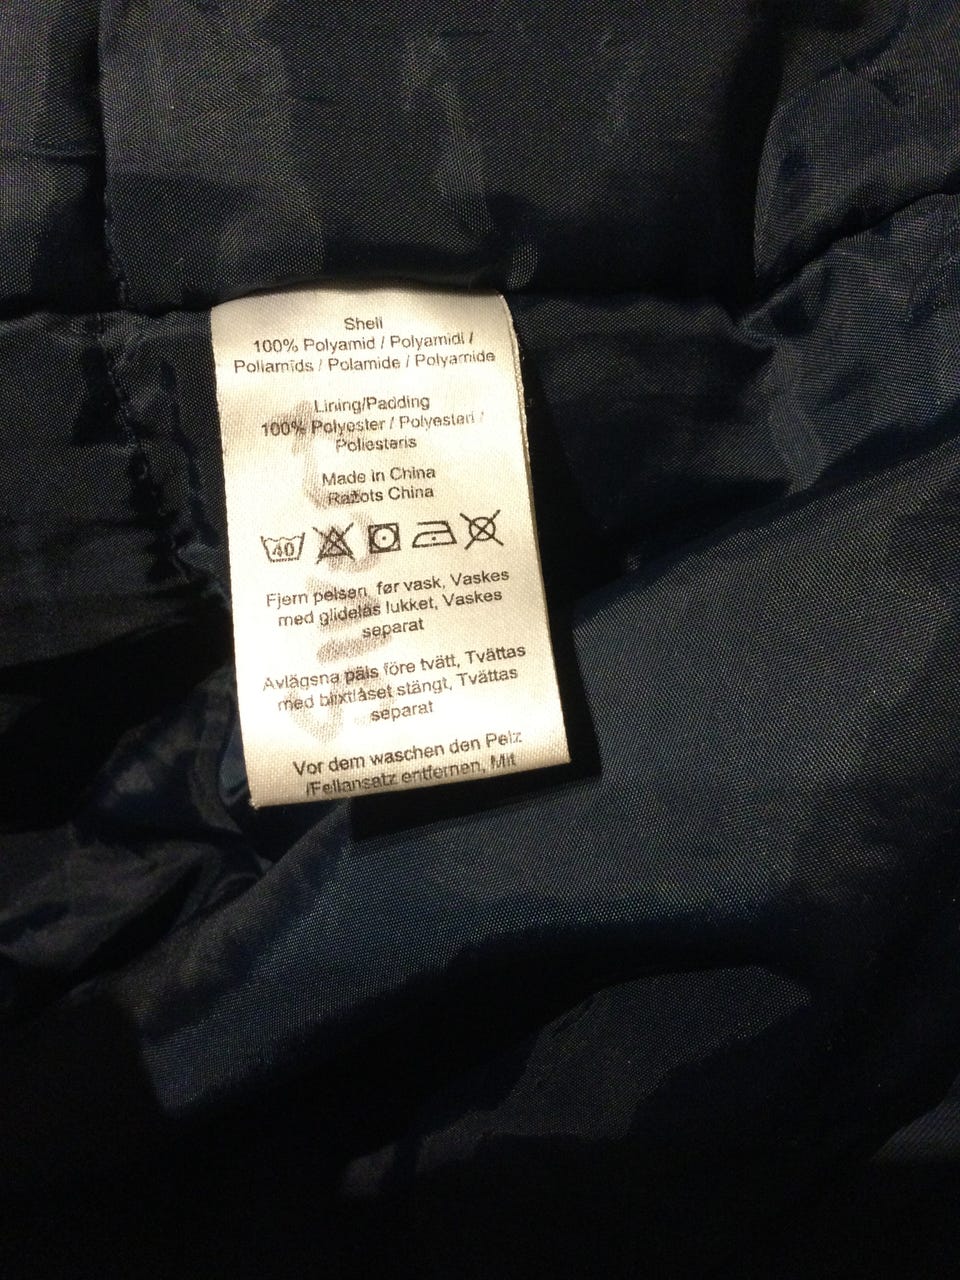 Shell
100% Polyamid / Polyamidi /
Poliamīds / Polamide / Polyamide
Lining/Padding
100% Polyester / Polyesteri /
Poliesteris
Made in China
Ražots China
40
Fjern pelsen, før vask, Vaskes
med glidelås lukket, Vaskes
separat
Avlägsna päls före tvätt, Tvättas
med blixtlåset stängt, Tvättas
separat
Vor dem waschen den Pelz
/Fellansatz entfernen, Mit